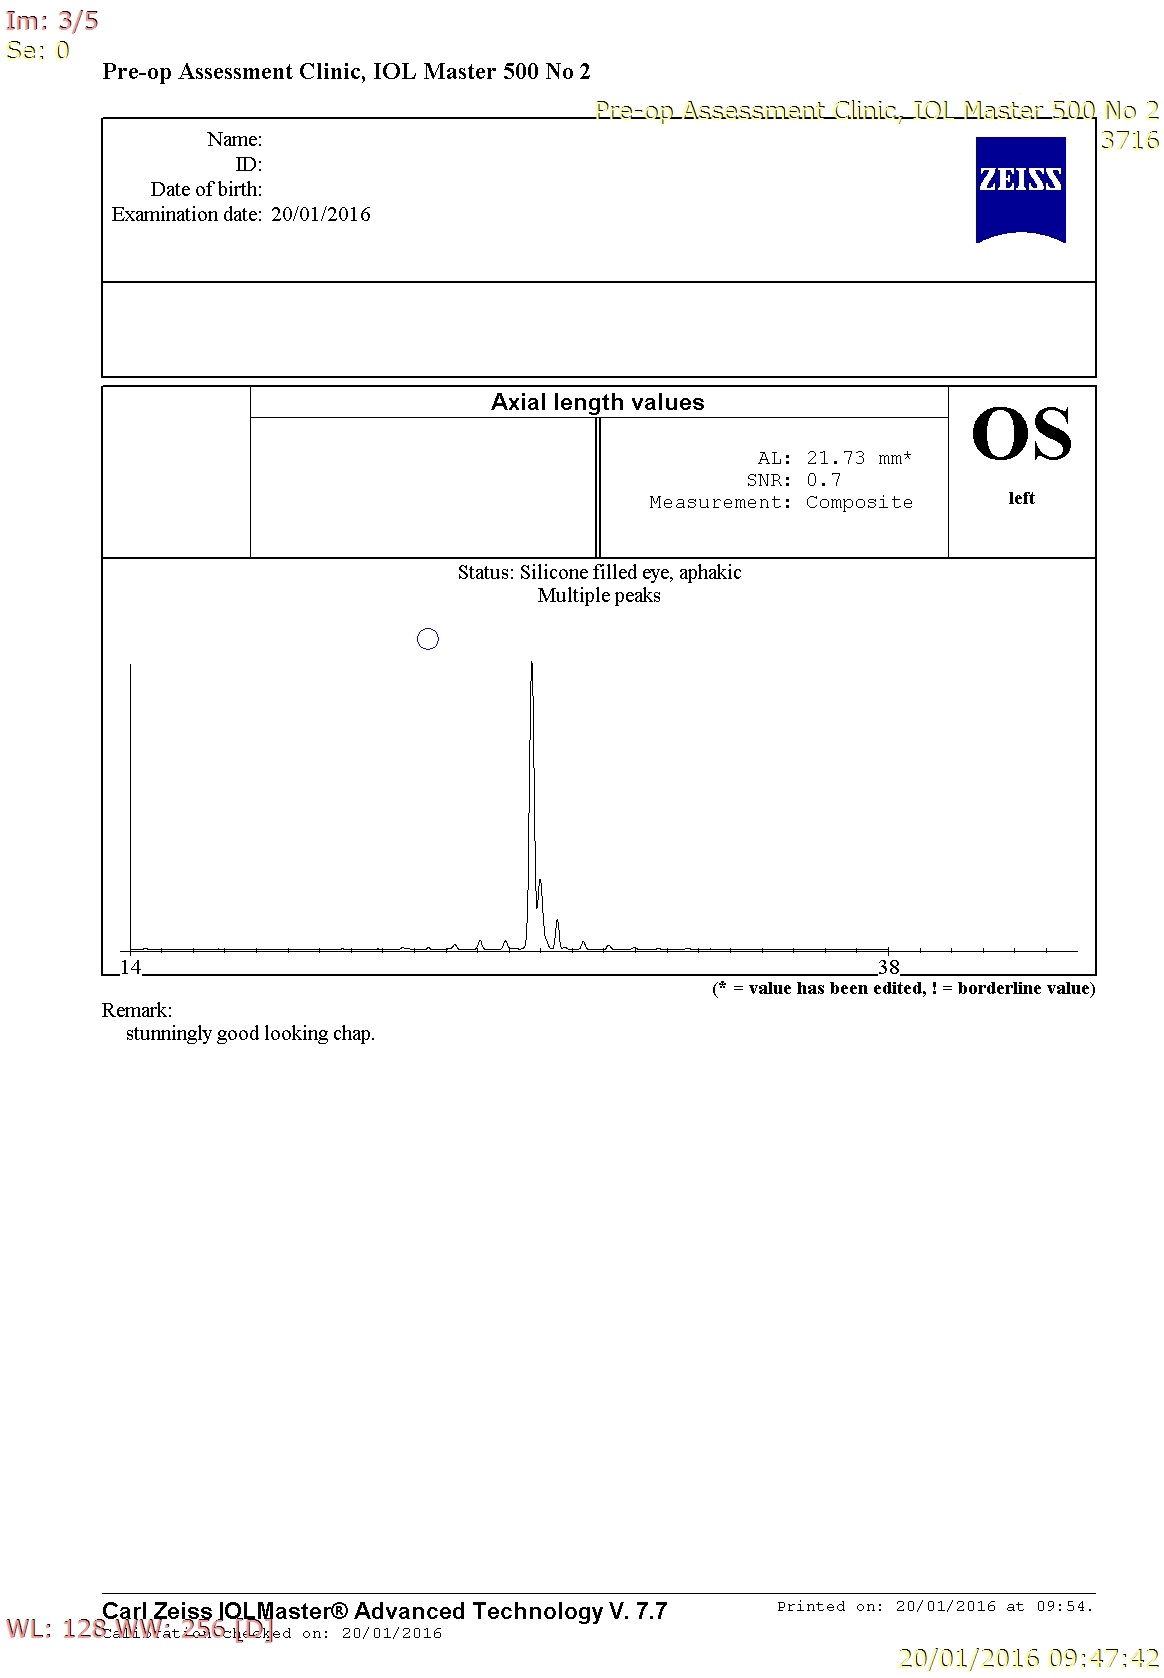 Im: 3/5
Se: 0
Pre-op Assessment Clinic, IOL Master 500 No 2
Pre-op Assessment Clinic, IOL Master 500 No 2
3716
Name:
ID:
Date of birth:
Examination date: 20/01/2016
ZEISS
Axial length values
AL: 21.73 mm*
SNR: 0.7
Measurement: Composite
OS
left
Status: Silicone filled eye, aphakic
Multiple peaks
14 38
(* = value has been edited, ! = borderline value)
Remark:
stunningly good looking chap.
Carl Zeiss IOLMaster® Advanced Technology V. 7.7
Printed on: 20/01/2016 at 09:54.
WL: 128 WW: 256 [D]
Calibration checked on: 20/01/2016
20/01/2016 09:47:42